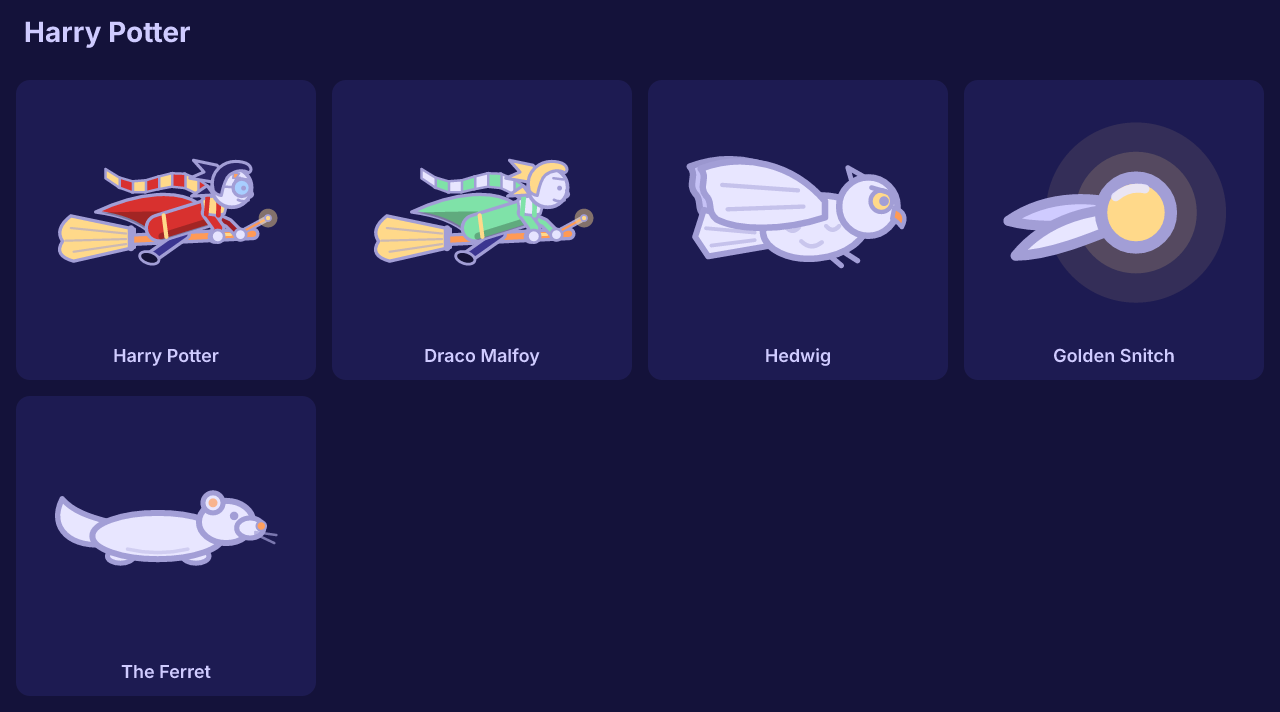 Harry Potter
Harry Potter
Draco Malfoy
Hedwig
Golden Snitch
The Ferret